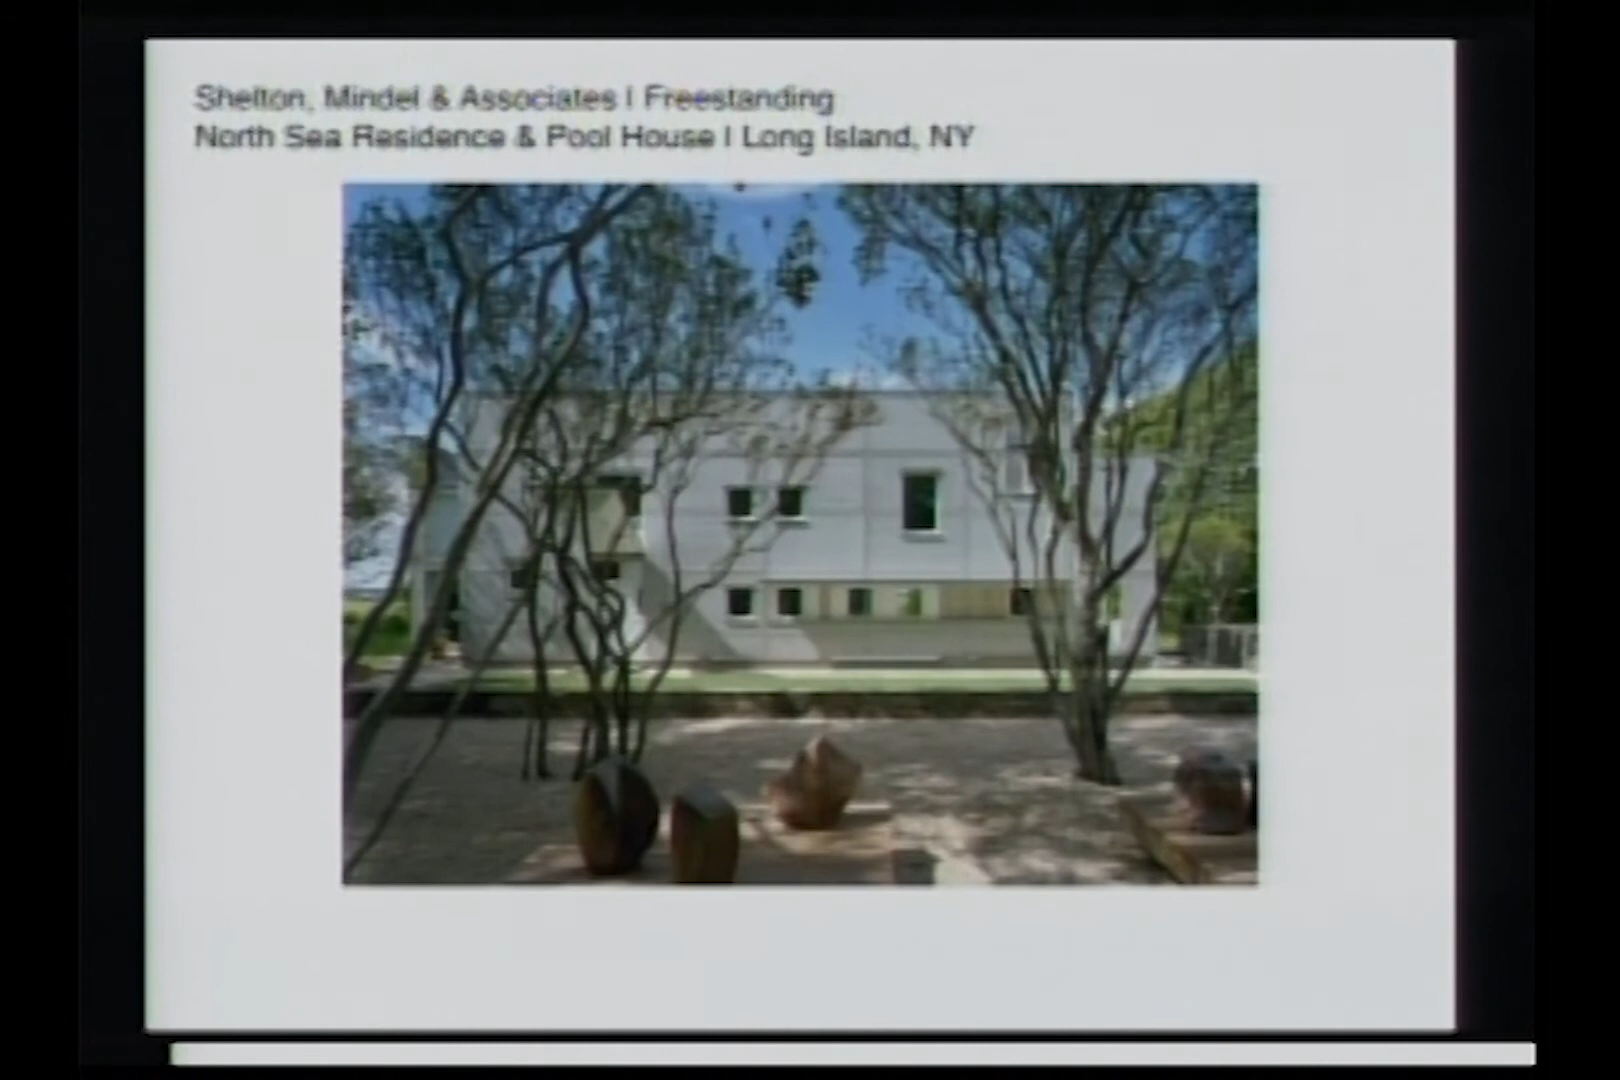 Shelton, Mindel & Associates | Freestanding
North Sea Residence & Pool House | Long Island, NY